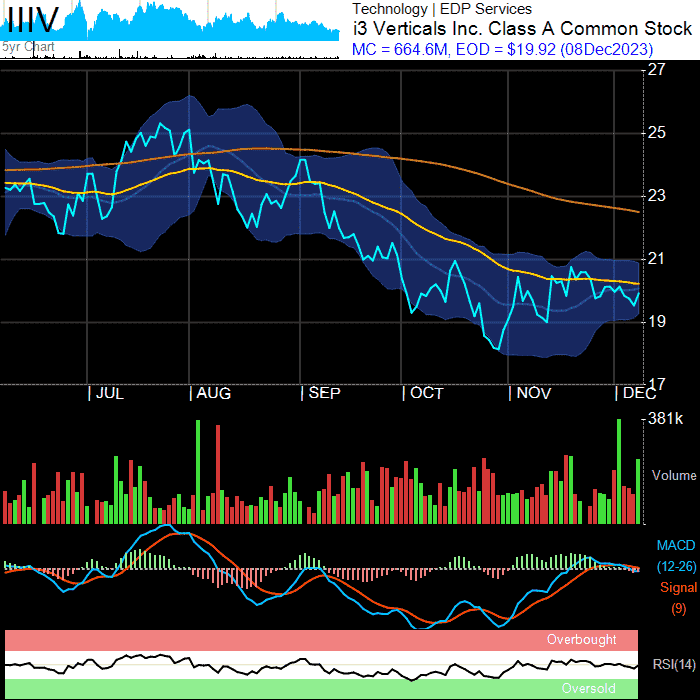 IIIV
5yr Chart
Technology | EDP Services
i3 Verticals Inc. Class A Common Stock
MC = 664.6M, EOD = $19.92 (08Dec2023)
27
25
23
21
19
17
| JUL | AUG | SEP | OCT | NOV | DEC
381k
Volume
MACD
(12-26)
Signal
(9)
Overbought
RSI(14)
Oversold